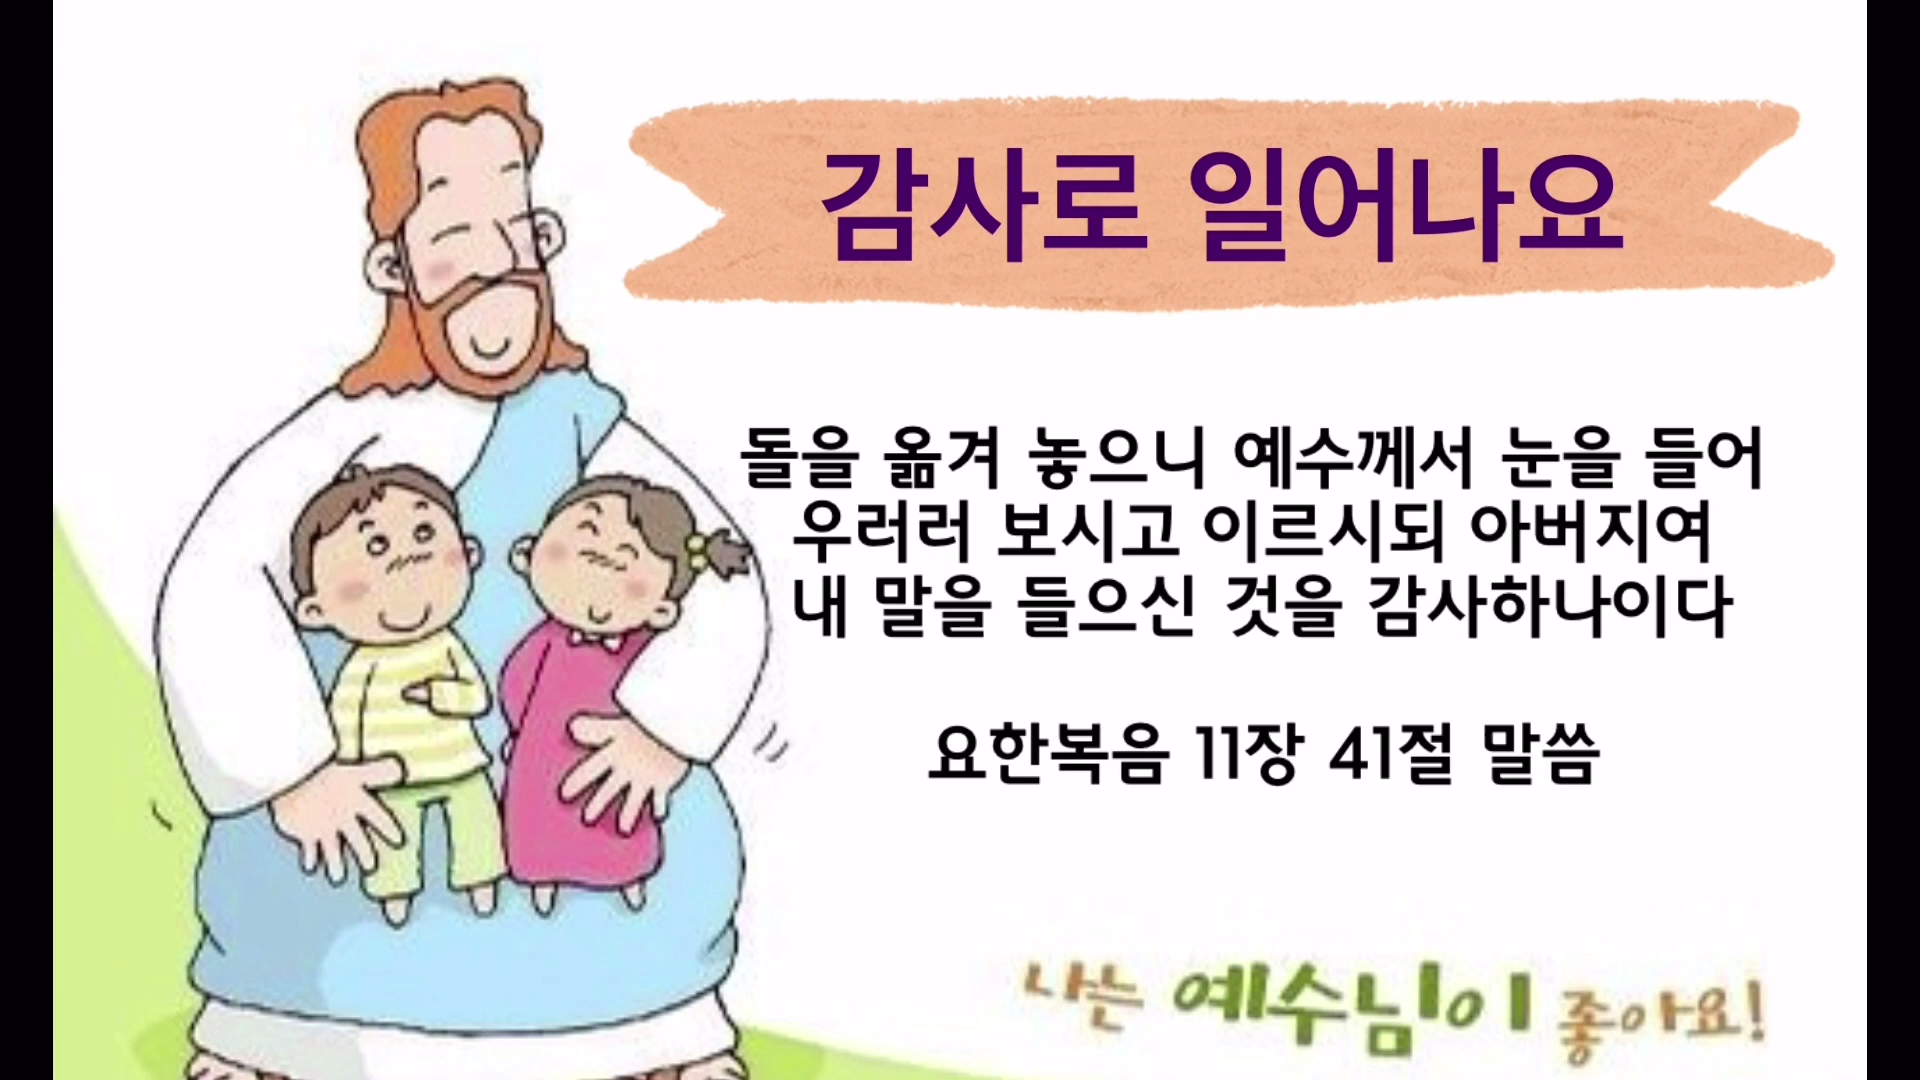 감사로 일어나요
돌을 옮겨 놓으니 예수께서 눈을 들어
우러러 보시고 이르시되 아버지여
내 말을 들으신 것을 감사하나이다
요한복음 11장 41절 말씀
나는 예수님이 좋아요!